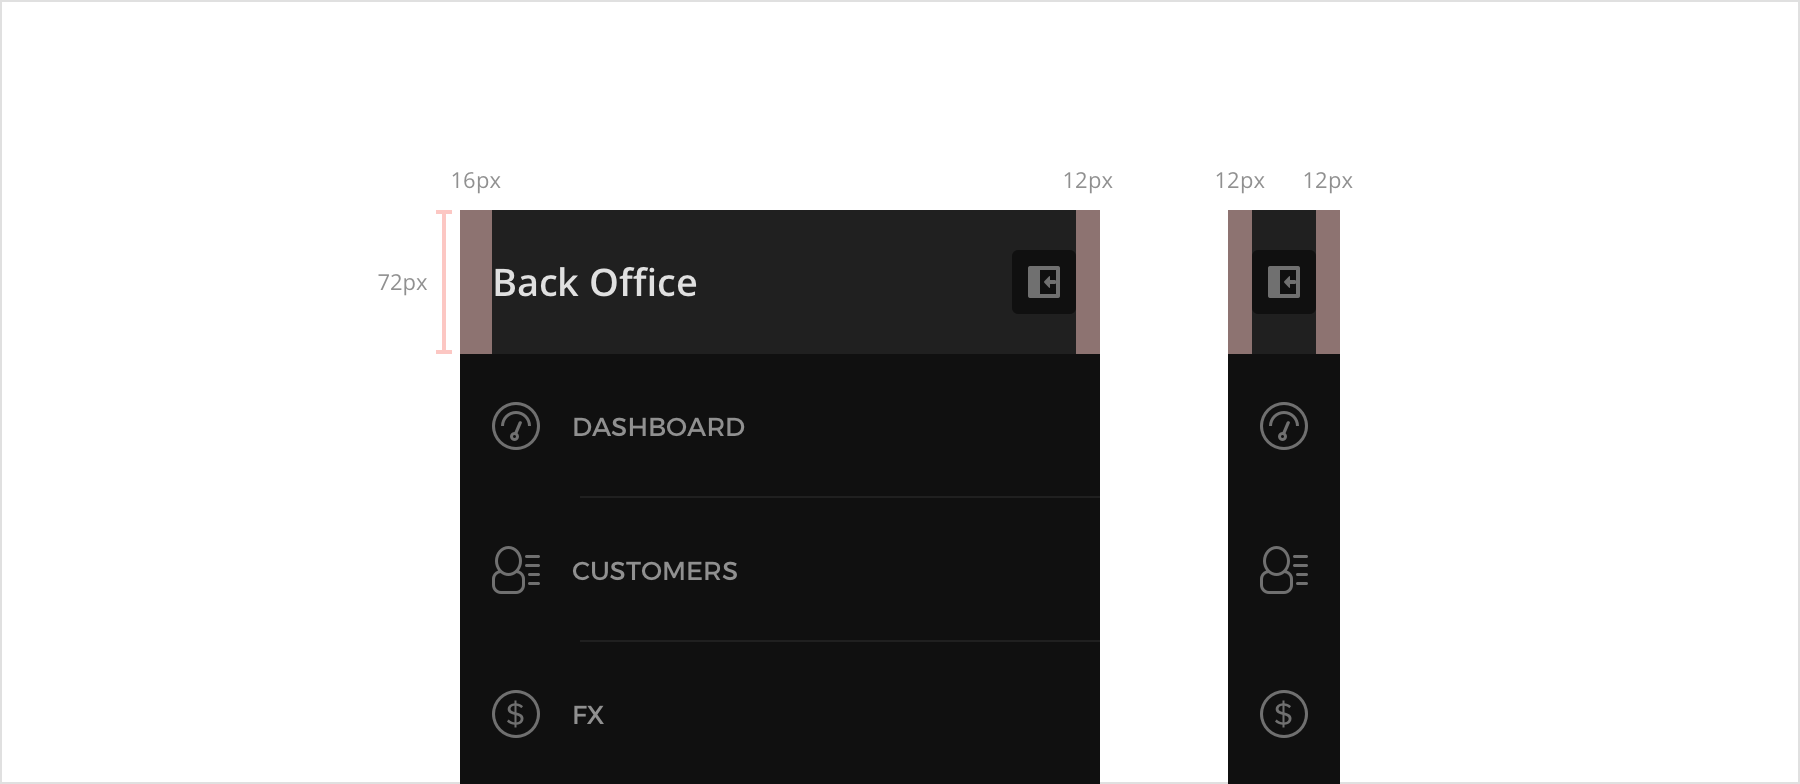 16px 12px 12px 12px
72px
Back Office
DASHBOARD
CUSTOMERS
$ FX $